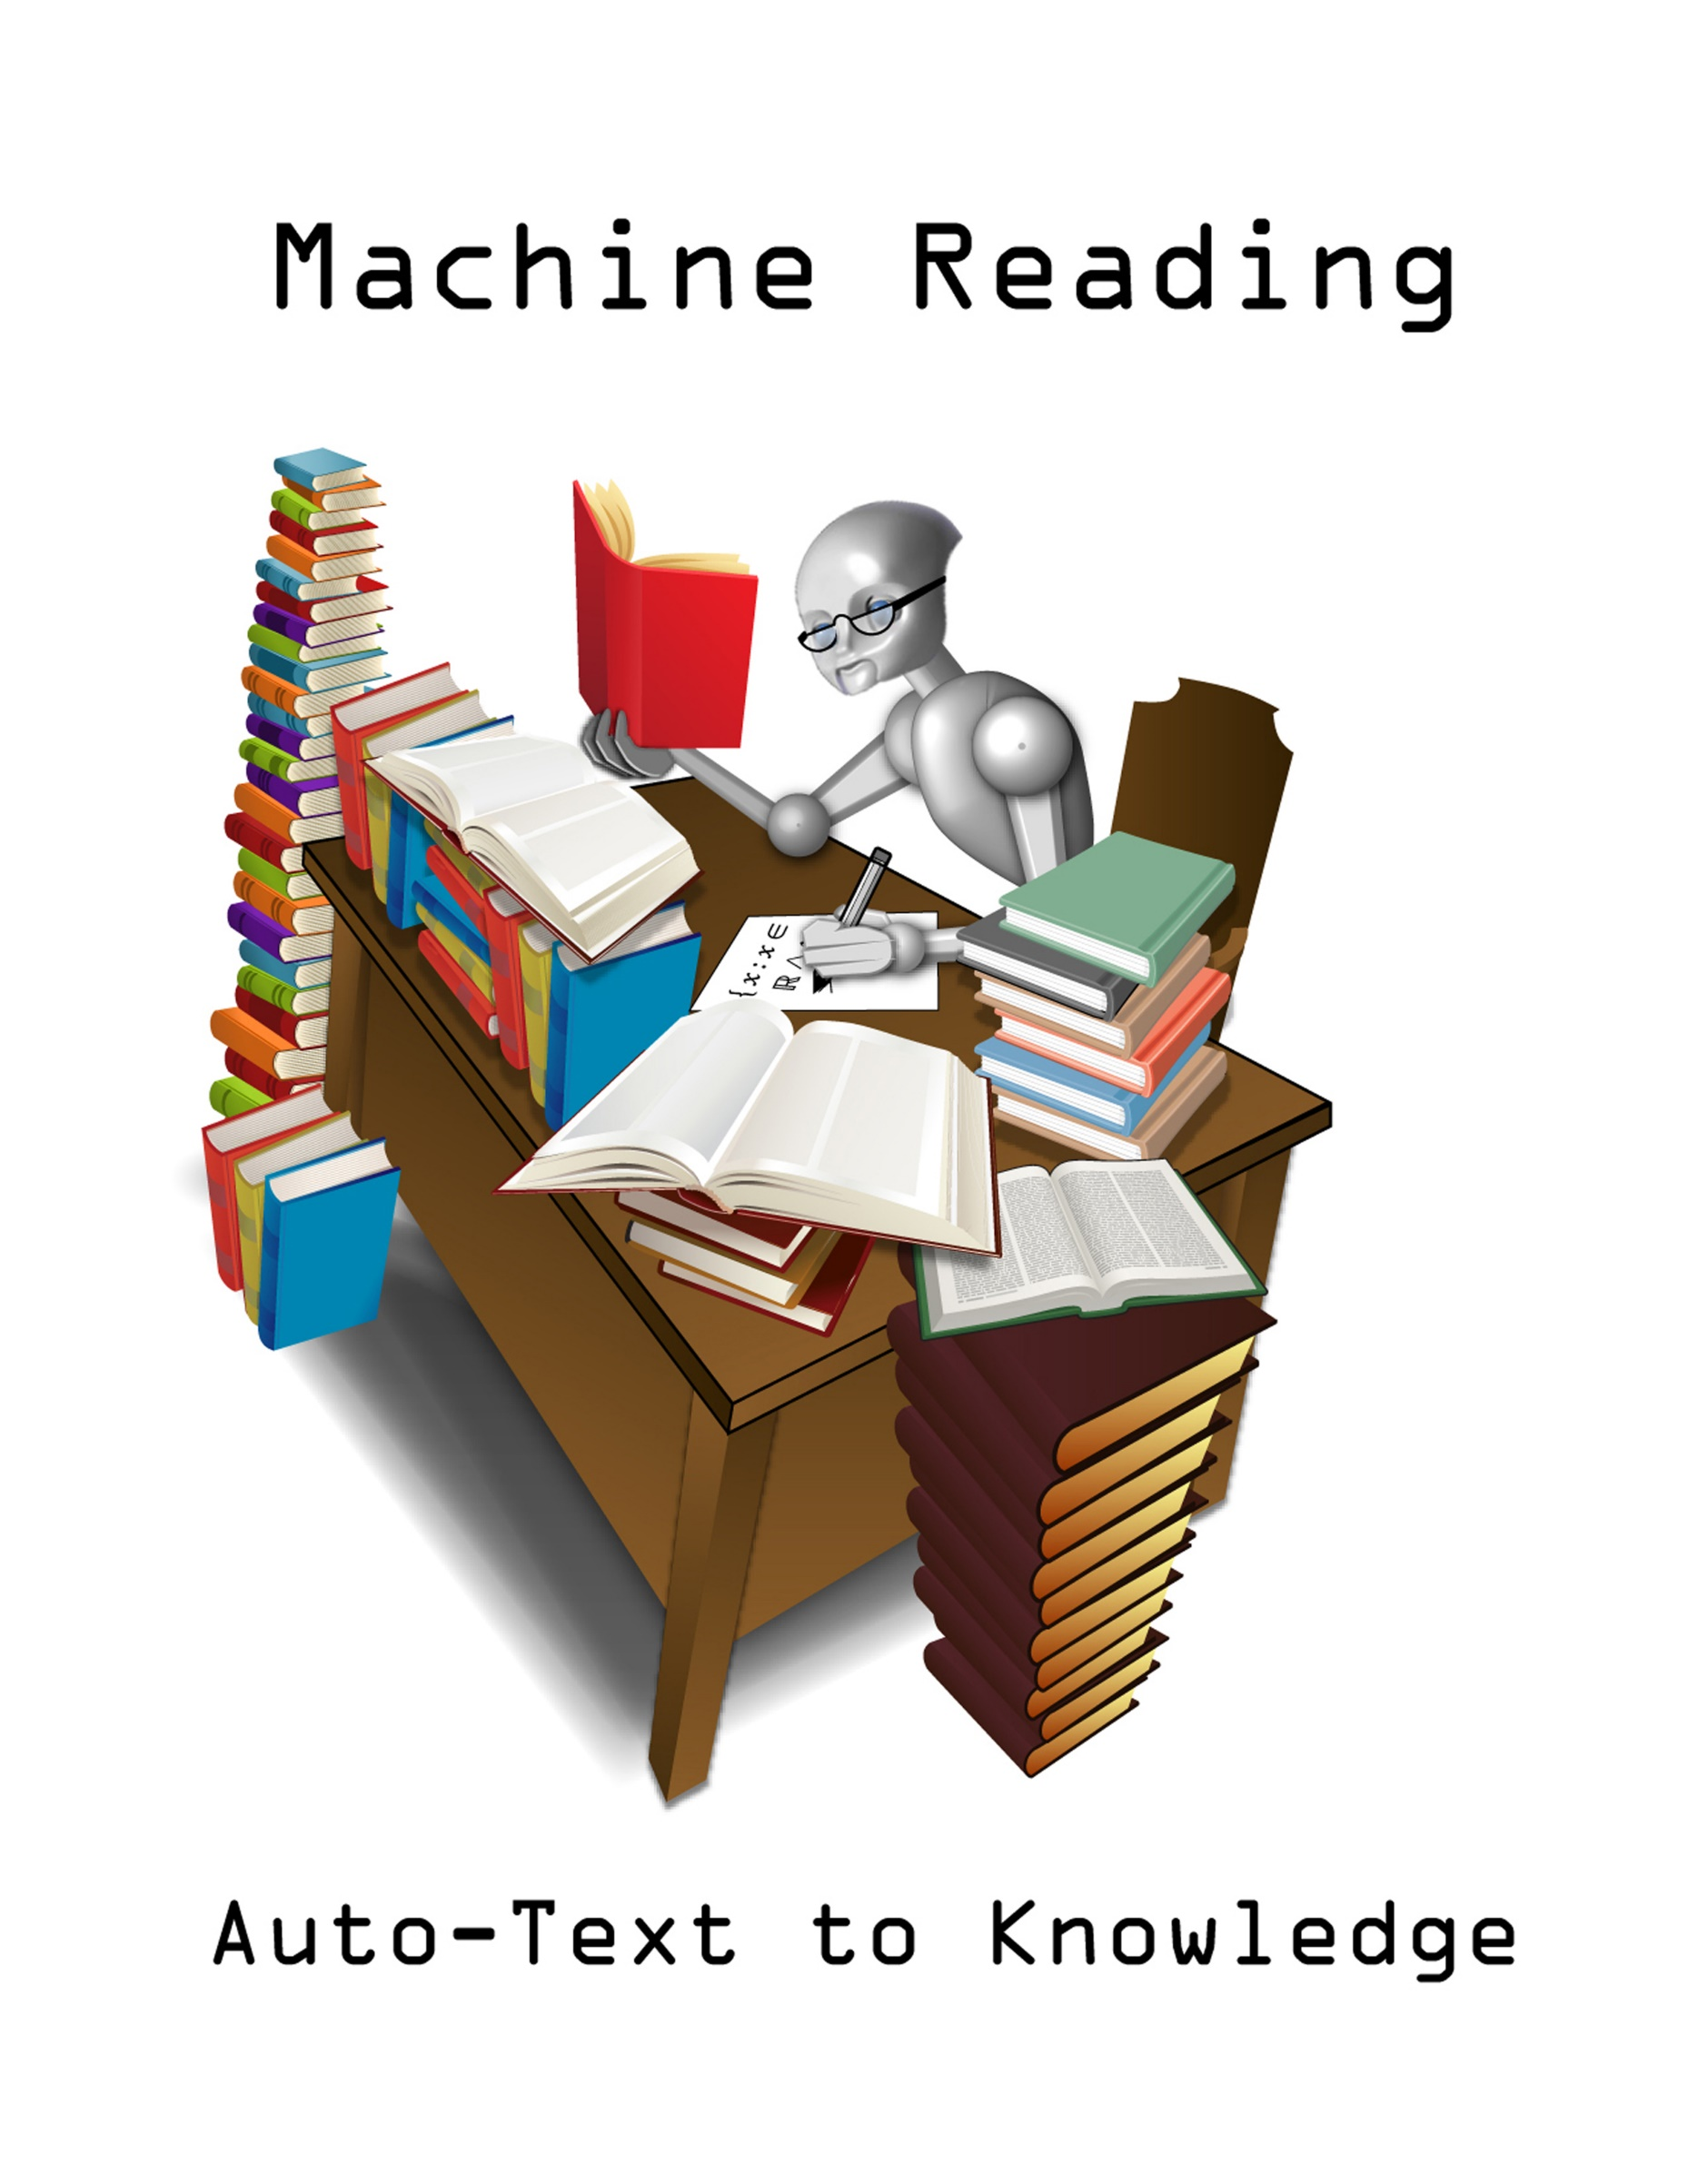 Machine Reading
{x:x∈
ℝ∧
Auto-Text to Knowledge